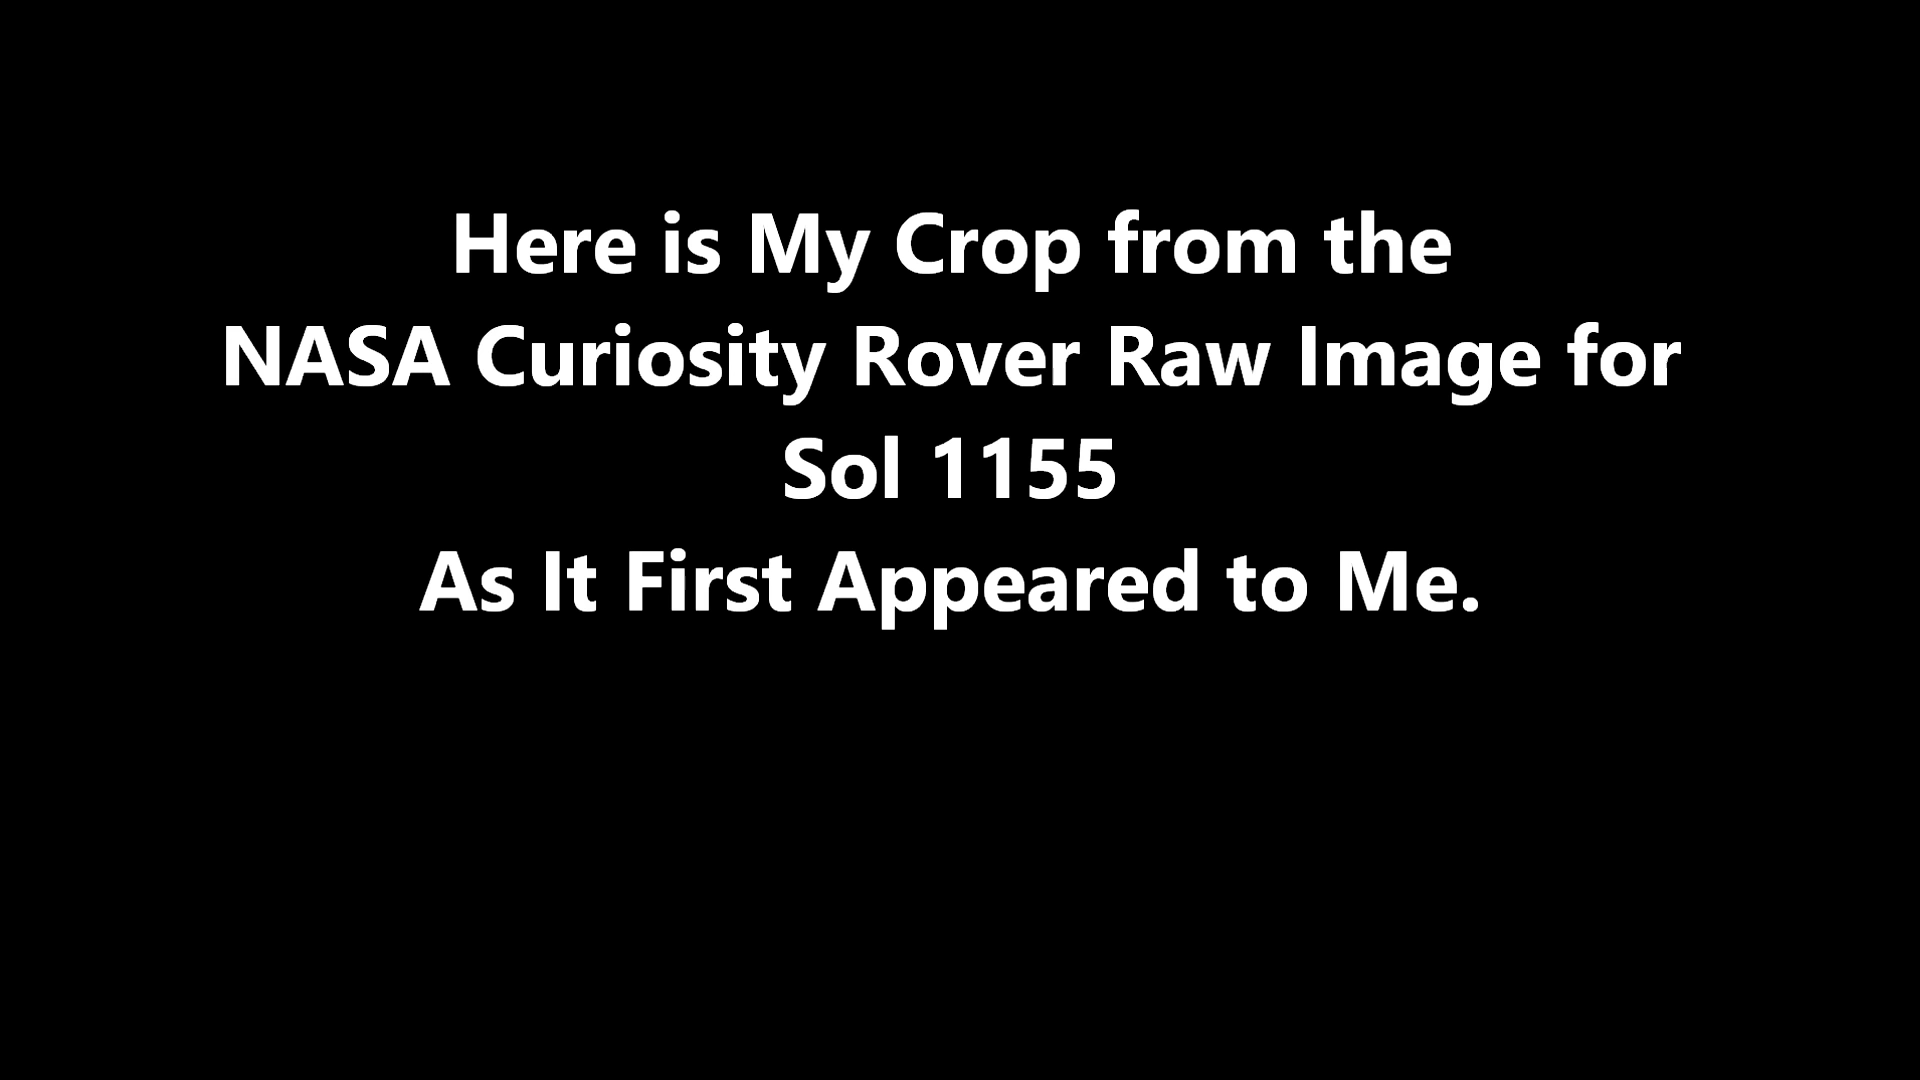 Here is My Crop from the
NASA Curiosity Rover Raw Image for
Sol 1155
As It First Appeared to Me.